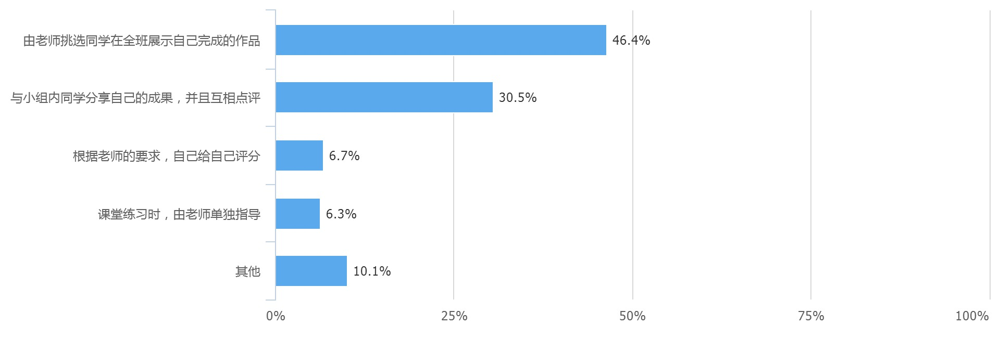 由老师挑选同学在全班展示自己完成的作品
46.4%
与小组内同学分享自己的成果，并且互相点评
30.5%
根据老师的要求，自己给自己评分
6.7%
课堂练习时，由老师单独指导
6.3%
其他
10.1%
0% 25% 50% 75% 100%